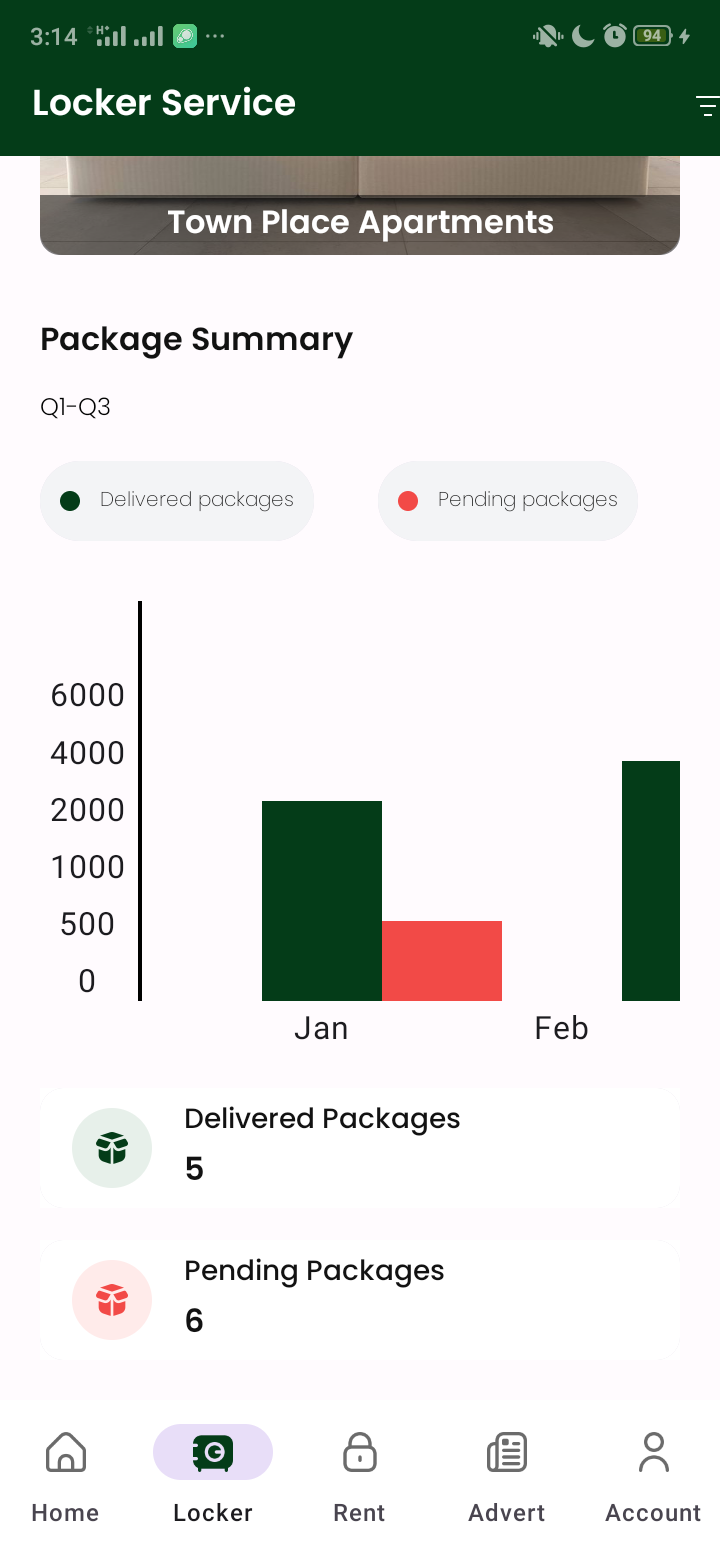 3:14 H+ 94
Locker Service
Town Place Apartments
Package Summary
Q1-Q3
Delivered packages Pending packages
6000
4000
2000
1000
500
0
Jan Feb
Delivered Packages
5
Pending Packages
6
Home Locker Rent Advert Account